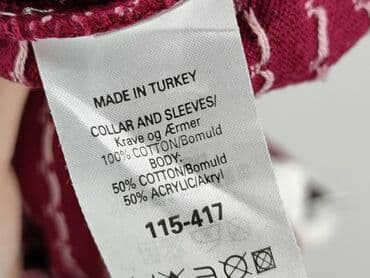 MADE IN TURKEY
COLLAR AND SLEEVES/
Krave og Ærmer
100% COTTON/Bomuld
BODY:
50% COTTON/Bomuld
50% ACRYLIC/Akryl
115-417